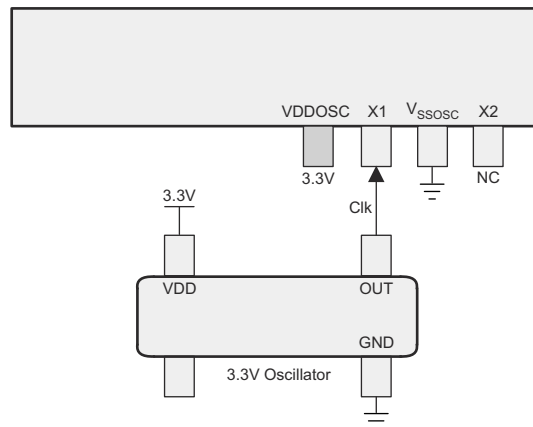 VDDOSC X1 VSSOSC X2
3.3V NC
3.3V
Clk
VDD OUT
GND
3.3V Oscillator